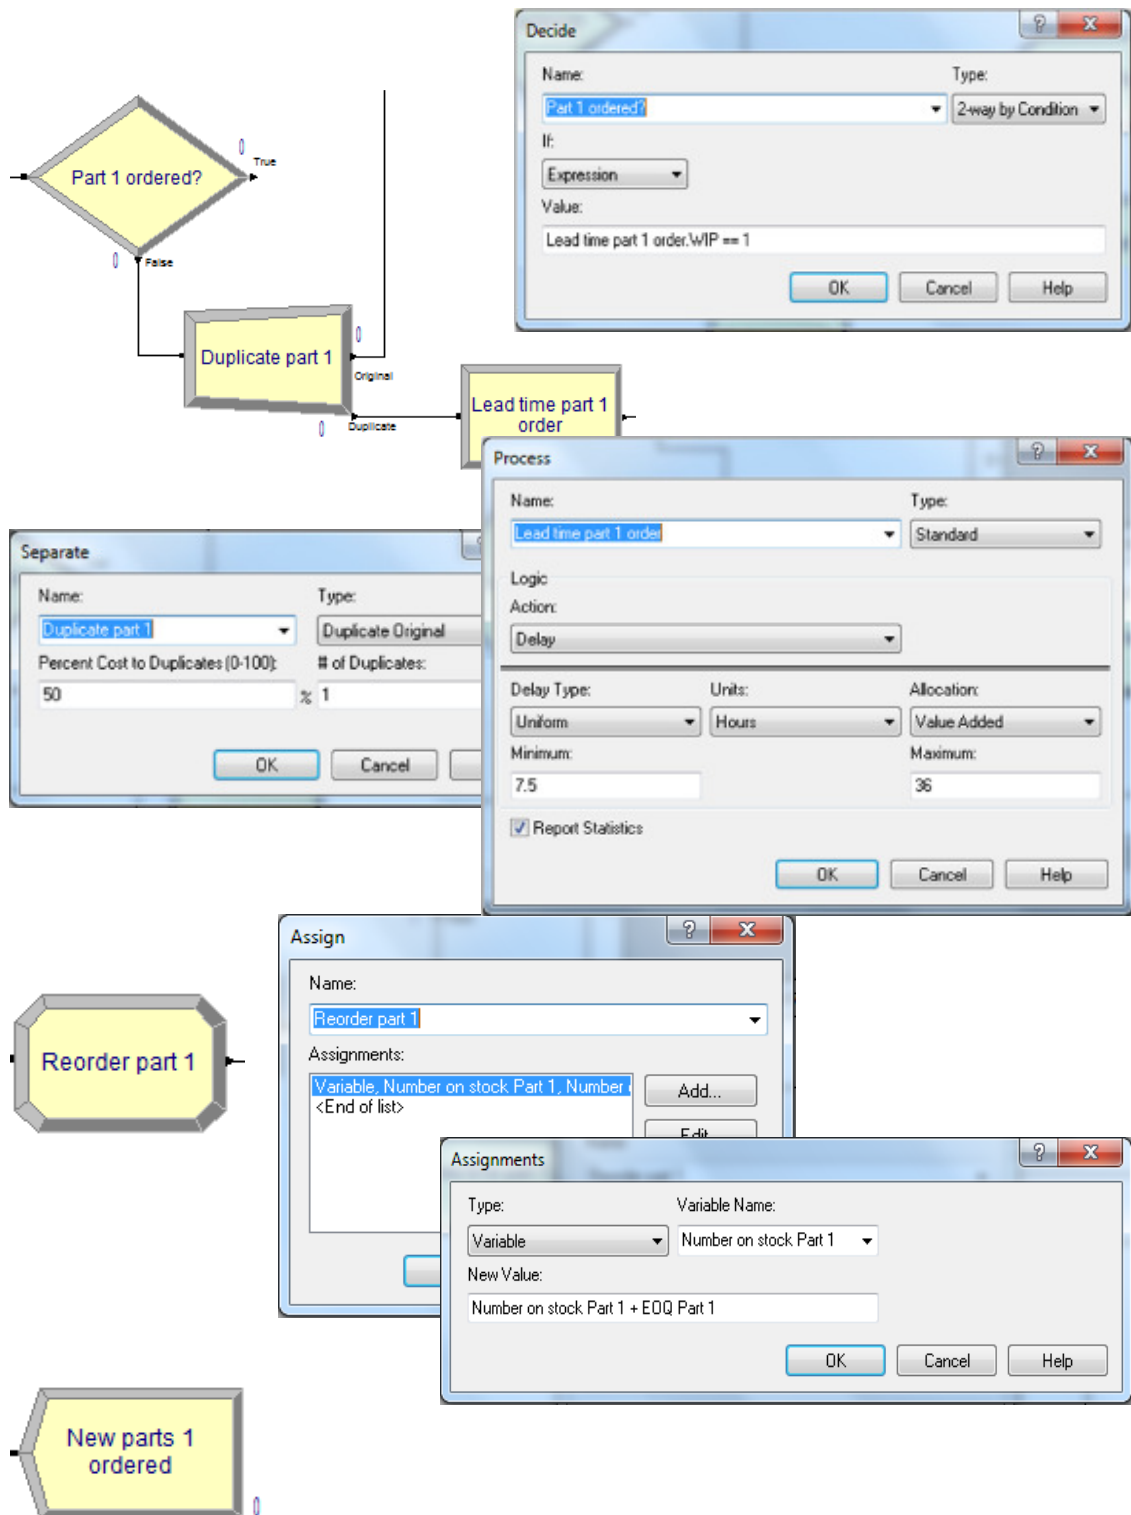 Decide
Name:
Type:
Part 1 ordered?
2-way by Condition
If:
Expression
Value:
Lead time part 1 order.WIP == 1
OK
Cancel
Help
Part 1 ordered?
0
True
0
False
Duplicate part 1
0
Original
0
Duplicate
Lead time part 1
order
Process
Name:
Type:
Lead time part 1 order
Standard
Logic
Action:
Delay
Delay Type:
Units:
Allocation:
Uniform
Hours
Value Added
Minimum:
Maximum:
7.5
36
Report Statistics
OK
Cancel
Help
Separate
Name:
Type:
Duplicate part 1
Duplicate Original
Percent Cost to Duplicates (0-100):
# of Duplicates:
50
%
1
OK
Cancel
Reorder part 1
Assign
Name:
Reorder part 1
Assignments:
Variable, Number on stock Part 1, Number
<End of list>
Add...
Edit
Assignments
Type:
Variable Name:
Variable
Number on stock Part 1
New Value:
Number on stock Part 1 + EOQ Part 1
OK
Cancel
Help
New parts 1
ordered
0